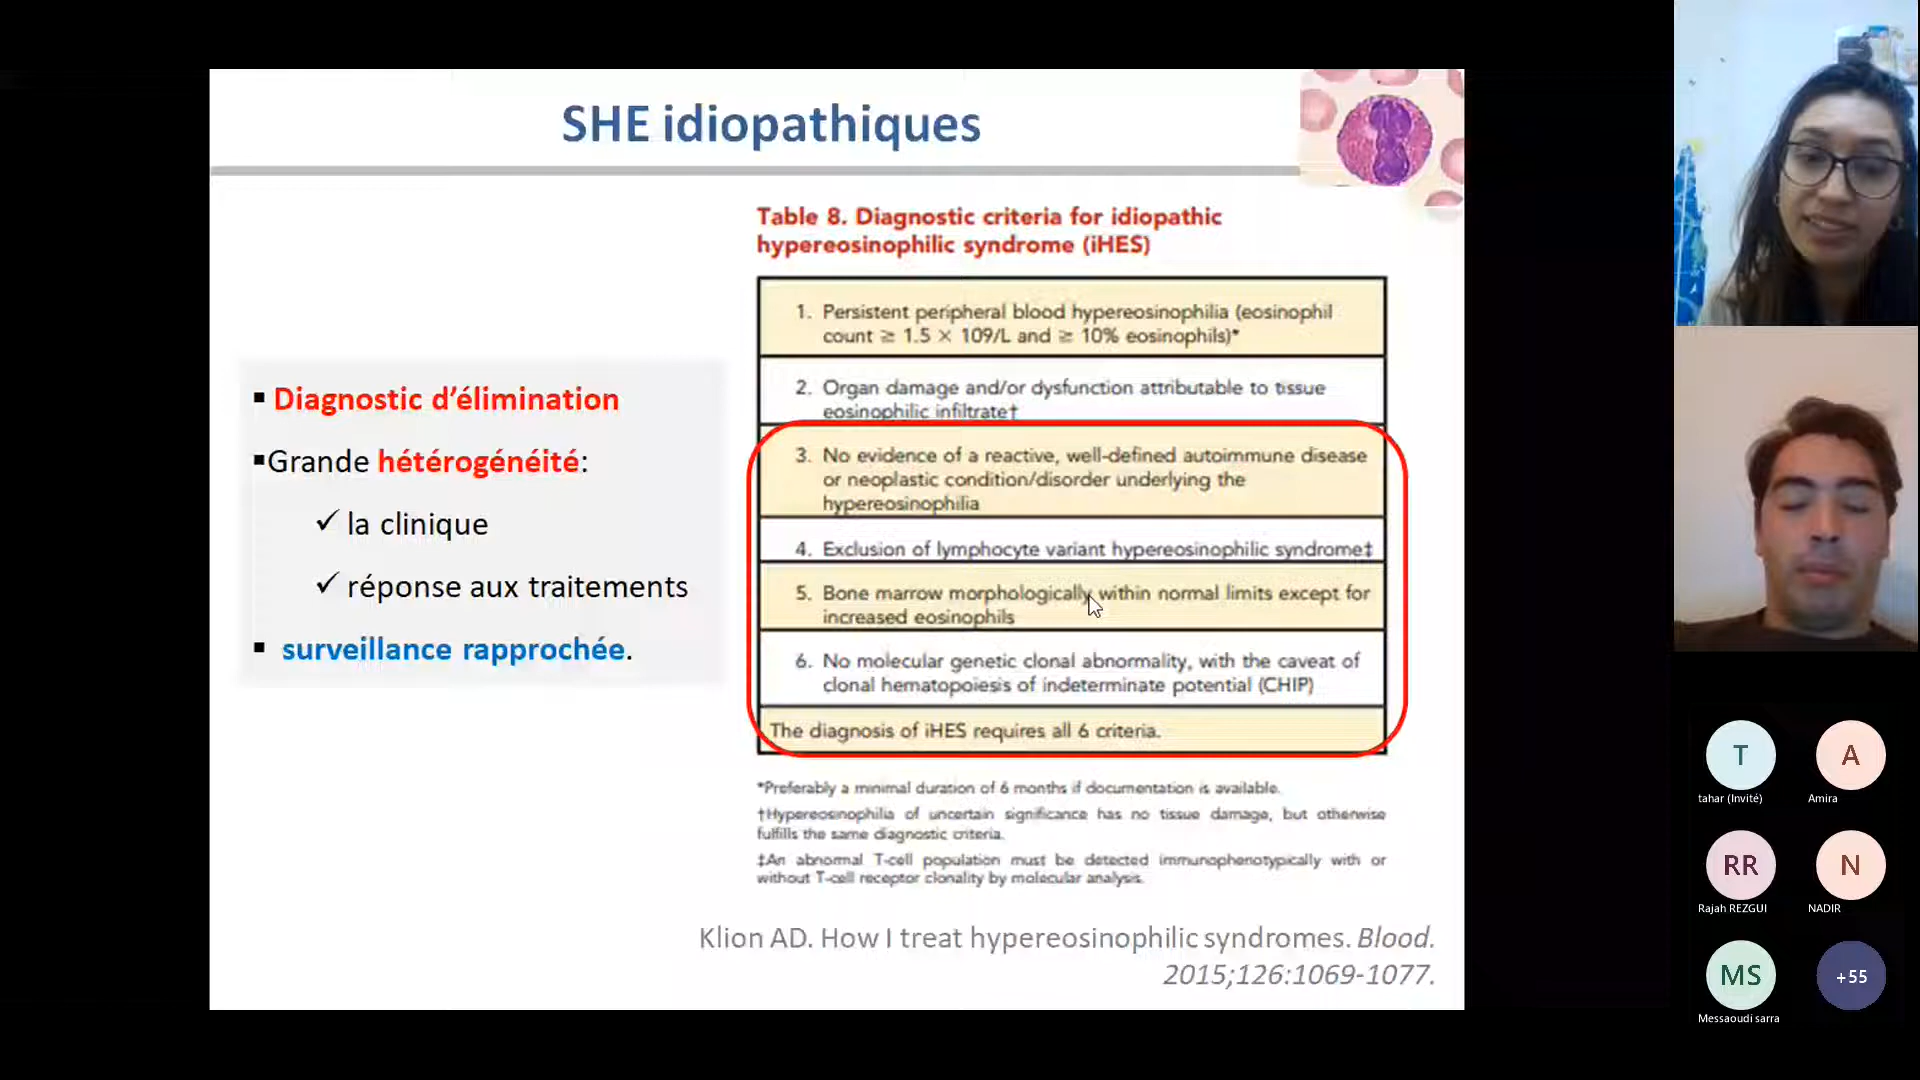 SHE idiopathiques
▪ Diagnostic d'élimination
▪Grande hétérogénéité:
✓ la clinique
✓ réponse aux traitements
▪ surveillance rapprochée.
Table 8. Diagnostic criteria for idiopathic
hypereosinophilic syndrome (iHES)
1. Persistent peripheral blood hypereosinophilia (eosinophil
count ≥ 1.5 × 109/L and ≥ 10% eosinophils)*
2. Organ damage and/or dysfunction attributable to tissue
eosinophilic infiltrate†
3. No evidence of a reactive, well-defined autoimmune disease
or neoplastic condition/disorder underlying the
hypereosinophilia
4. Exclusion of lymphocyte variant hypereosinophilic syndrome‡
5. Bone marrow morphologically within normal limits except for
increased eosinophils
6. No molecular genetic clonal abnormality, with the caveat of
clonal hematopoiesis of indeterminate potential (CHIP)
The diagnosis of iHES requires all 6 criteria.
*Preferably a minimal duration of 6 months if documentation is available.
†Hypereosinophilia of uncertain significance has no tissue damage, but otherwise
fulfills the same diagnostic criteria.
‡An abnormal T-cell population must be detected immunophenotypically with or
without T-cell receptor clonality by molecular analysis.
Klion AD. How I treat hypereosinophilic syndromes. Blood.
2015;126:1069-1077.
T
tahar (Invité)
A
Amira
RR
Rajah REZGUI
N
NADIR
MS
Messaoudi sarra
+55